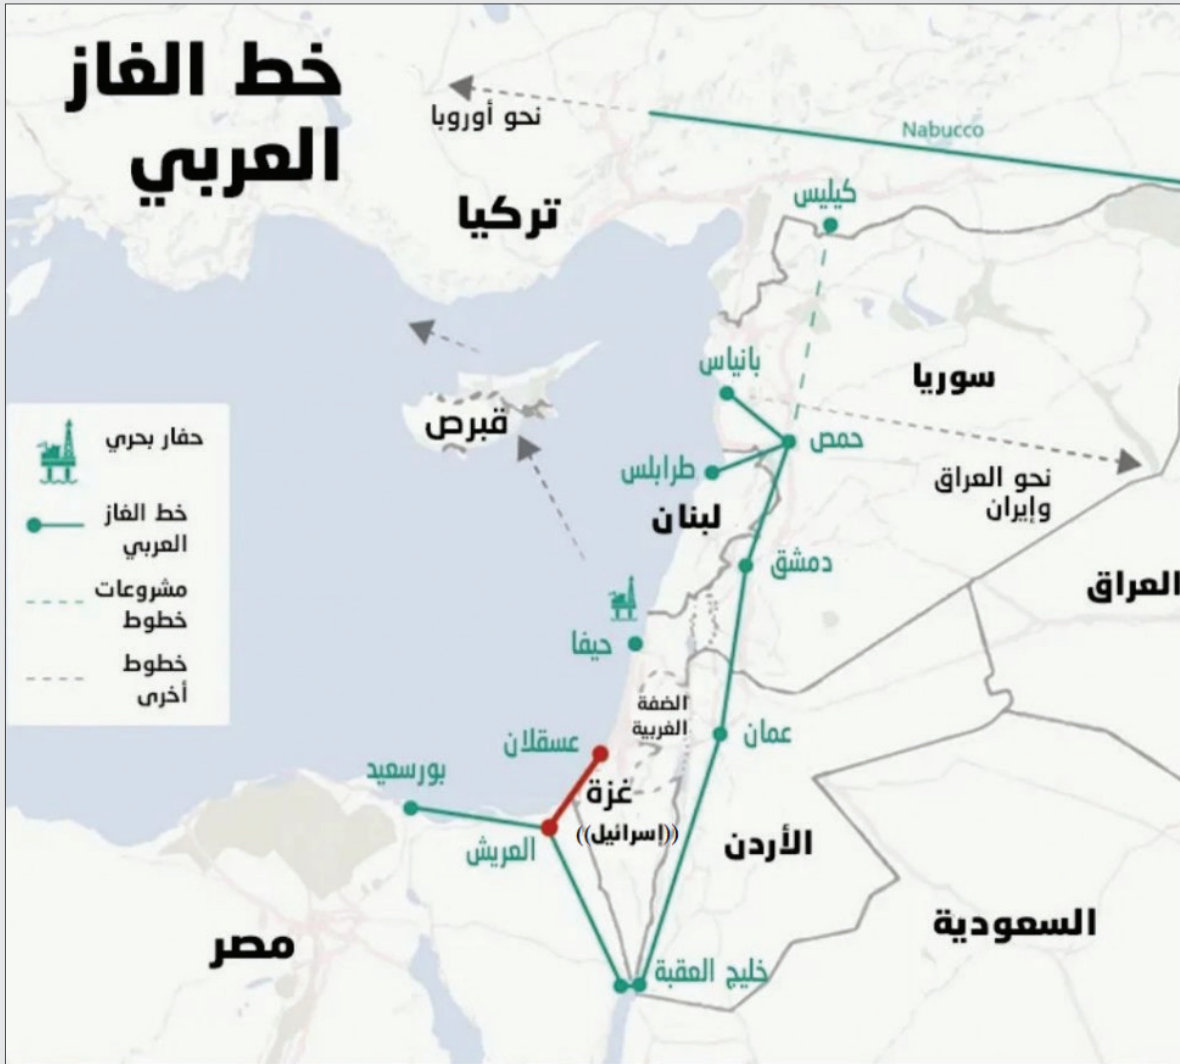 خط الغاز
العربي
نحو أوروبا
Nabucco
تركيا
كيليس
بانياس
سوريا
قبرص
حمص
طرابلس
نحو العراق
وإيران
لبنان
دمشق
العراق
حيفا
الضفة
الغربية
عمان
عسقلان
بورسعيد
غزة
((إسرائيل))
العريش
الأردن
السعودية
مصر
خليج العقبة
حفار بحري
خط الغاز
العربي
مشروعات
خطوط
خطوط
أخرى